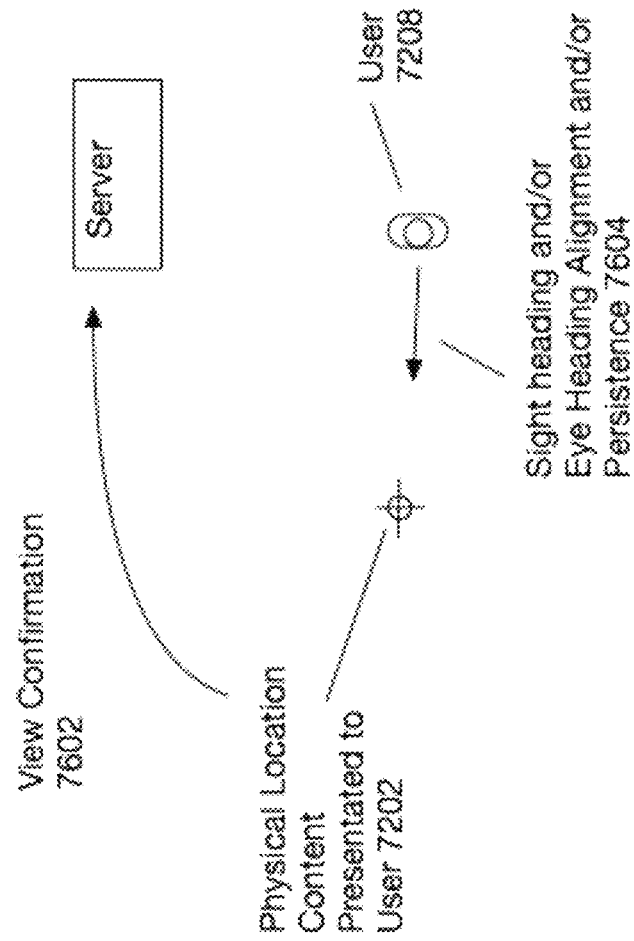 View Confirmation
7602
Server
Physical Location
Content
Presentated to
User 7202
User
7208
Sight heading and/or
Eye Heading Alignment and/or
Persistence 7604